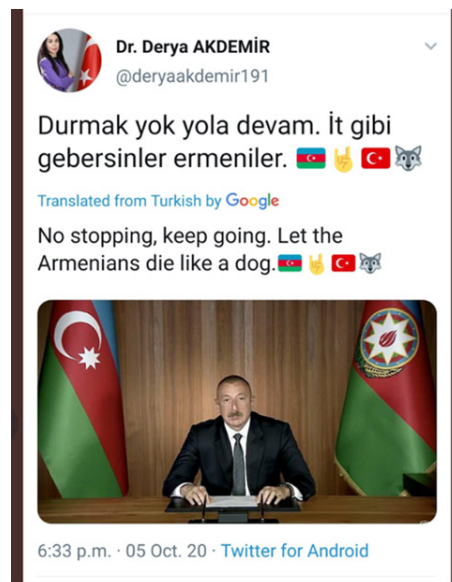 Dr. Derya AKDEMİR
@deryaakdemir191
Durmak yok yola devam. İt gibi
gebersinler ermeniler. 🇦🇿 🤘 🇹🇷 🐺
Translated from Turkish by Google
No stopping, keep going. Let the
Armenians die like a dog.🇦🇿 🤘 🇹🇷 🐺
6:33 p.m. · 05 Oct. 20 · Twitter for Android